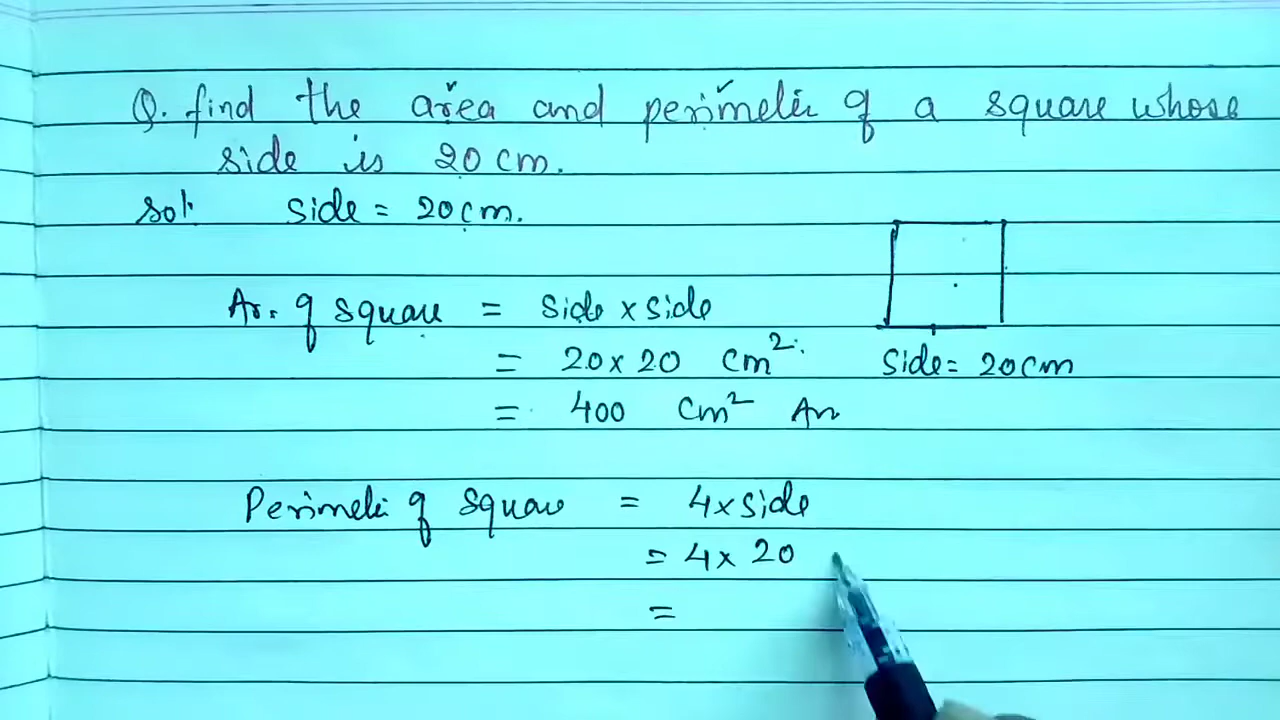 Q. find the area and perimeter of a square whose
side is 20 cm.
Sol: side = 20 cm.
Ar. of square = side x side
= 20 x 20 cm².
= 400 cm² An
side = 20 cm
Perimeter of square = 4 x side
= 4 x 20
=